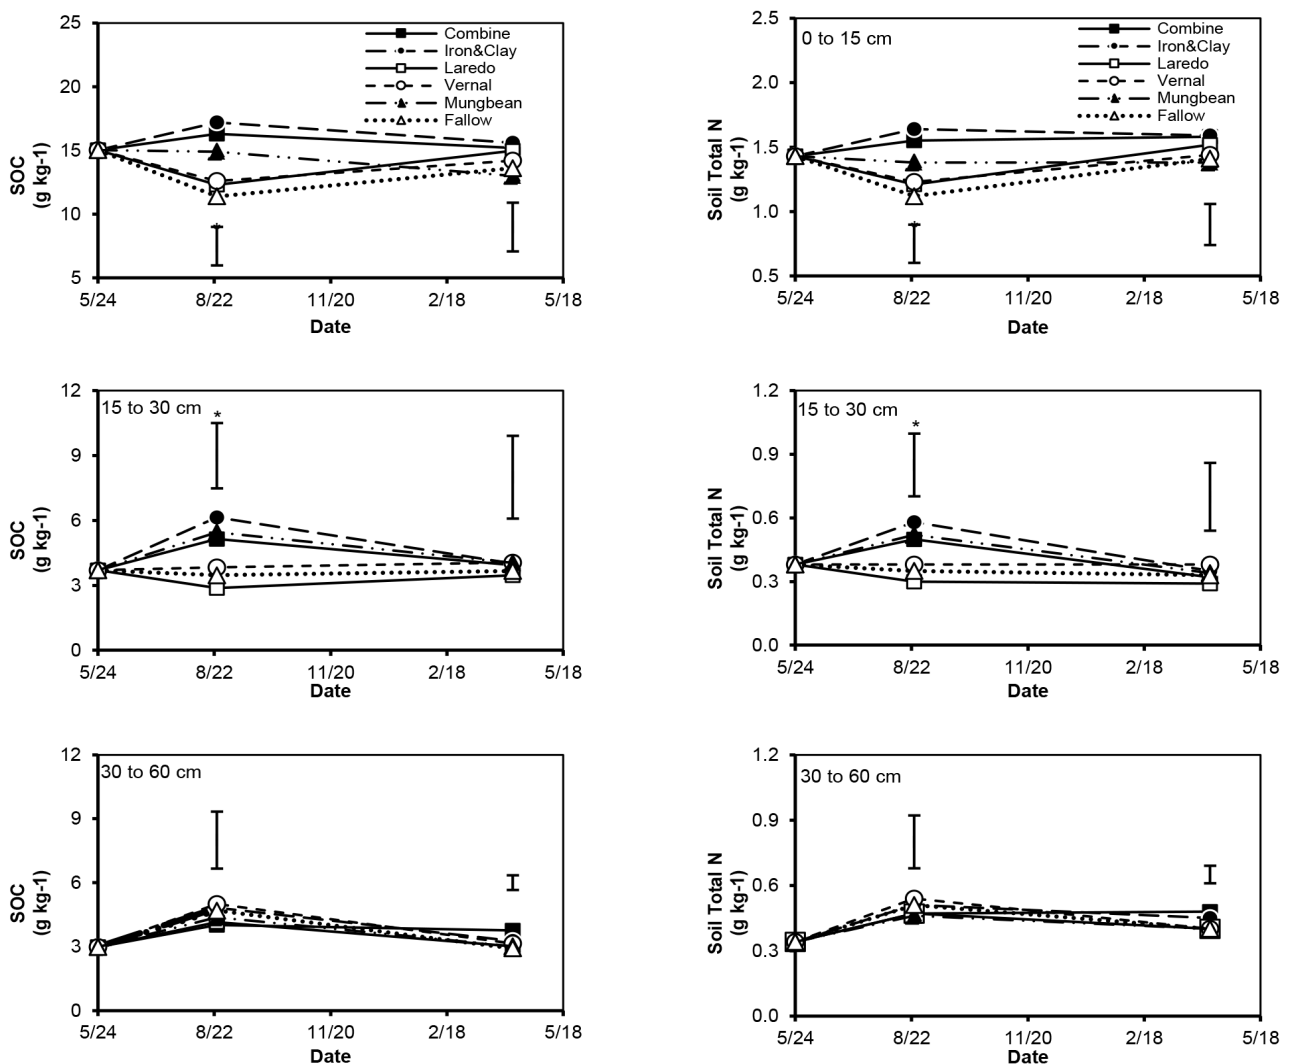 25
20
15
10
5
SOC
(g kg-1)
Combine
Iron&Clay
Laredo
Vernal
Mungbean
Fallow
*
5/24 8/22 11/20 2/18 5/18
Date
2.5
2.0
1.5
1.0
0.5
Soil Total N
(g kg-1)
0 to 15 cm
Combine
Iron&Clay
Laredo
Vernal
Mungbean
Fallow
*
5/24 8/22 11/20 2/18 5/18
Date
12
9
6
3
0
SOC
(g kg-1)
15 to 30 cm
*
5/24 8/22 11/20 2/18 5/18
Date
1.2
0.9
0.6
0.3
0.0
Soil Total N
(g kg-1)
15 to 30 cm
*
5/24 8/22 11/20 2/18 5/18
Date
12
9
6
3
0
SOC
(g kg-1)
30 to 60 cm
5/24 8/22 11/20 2/18 5/18
Date
1.2
0.9
0.6
0.3
0.0
Soil Total N
(g kg-1)
30 to 60 cm
5/24 8/22 11/20 2/18 5/18
Date